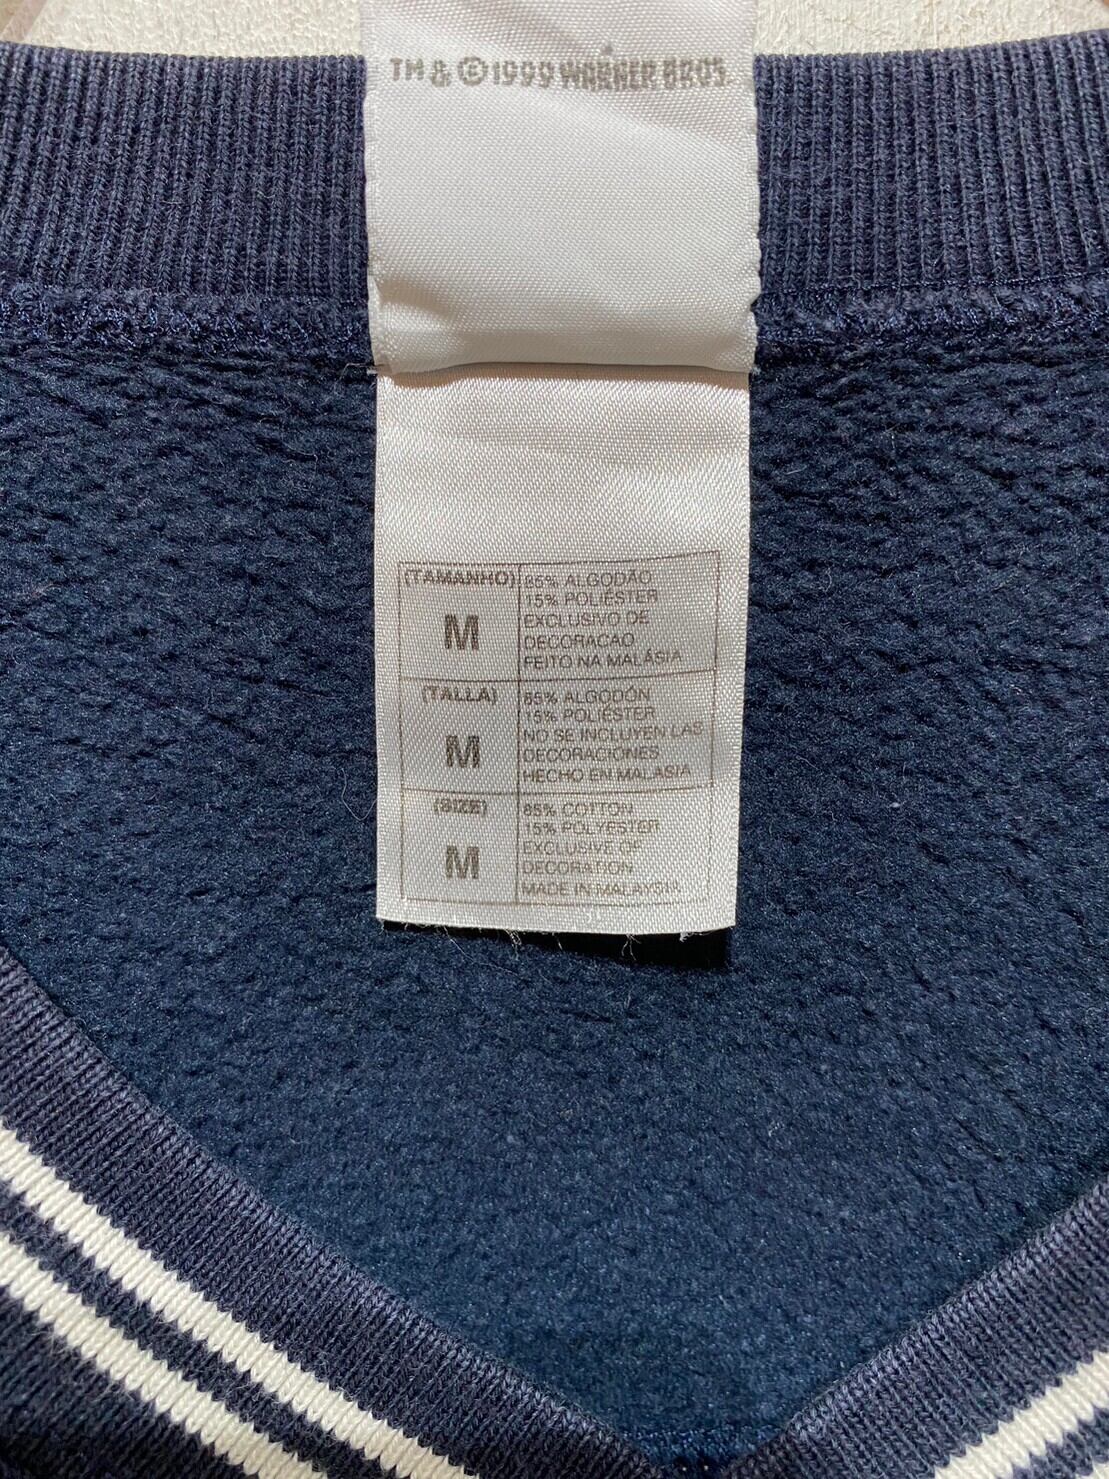 TM & © 1999 WARNER BROS.
(TAMANHO)
M
85% ALGODÃO
15% POLIÉSTER
EXCLUSIVO DE
DECORACAO
FEITO NA MALÁSIA
(TALLA)
M
85% ALGODÓN
15% POLIÉSTER
NO SE INCLUYEN LAS
DECORACIONES
HECHO EN MALASIA
(SIZE)
M
85% COTTON
15% POLYESTER
EXCLUSIVE OF
DECORATION
MADE IN MALAYSIA